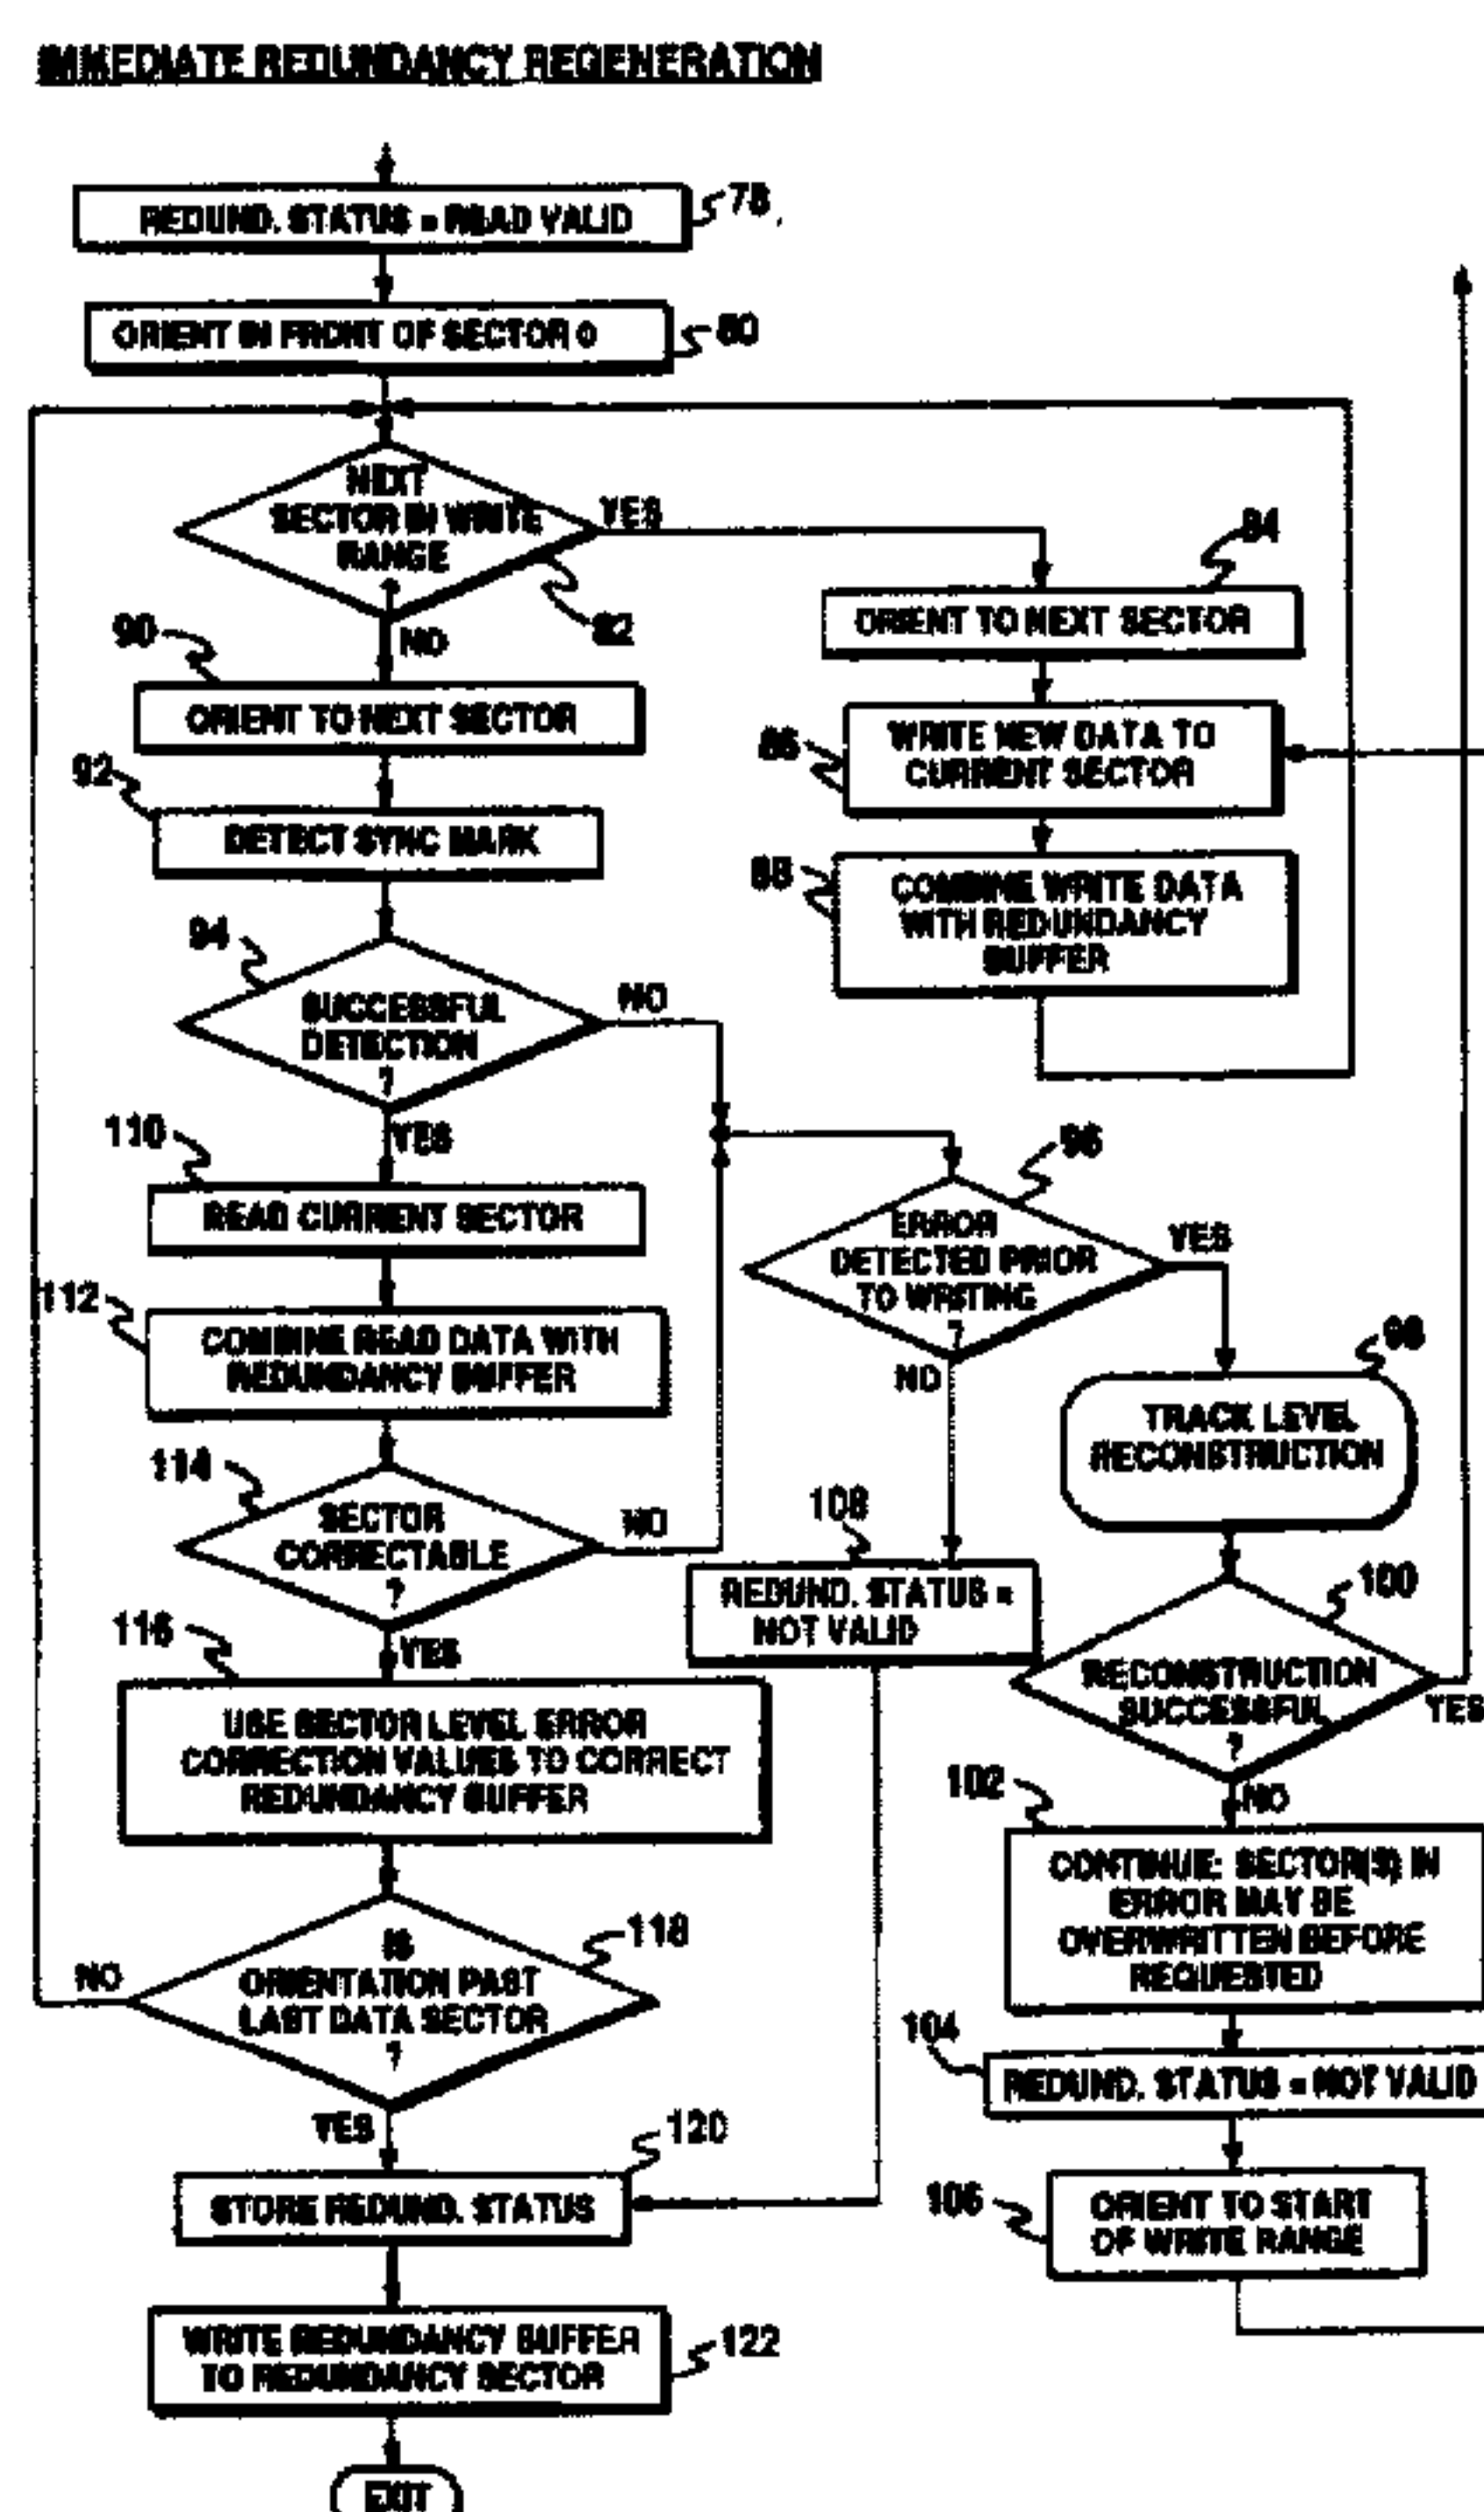 IMMEDIATE REDUNDANCY REGENERATION
78
REDUND. STATUS = READ VALID
ORIENT IN FRONT OF SECTOR 0
80
NEXT
SECTOR IN WRITE
RANGE
?
YES
82
NO
84
ORIENT TO NEXT SECTOR
90
ORIENT TO NEXT SECTOR
86
WRITE NEW DATA TO
CURRENT SECTOR
92
DETECT SYNC MARK
88
COMBINE WRITE DATA
WITH REDUNDANCY
BUFFER
94
SUCCESSFUL
DETECTION
?
NO
YES
110
READ CURRENT SECTOR
96
ERROR
DETECTED PRIOR
TO WRITING
?
YES
NO
112
COMBINE READ DATA WITH
REDUNDANCY BUFFER
98
TRACK LEVEL
RECONSTRUCTION
114
SECTOR
CORRECTABLE
?
NO
YES
108
REDUND. STATUS =
NOT VALID
100
RECONSTRUCTION
SUCCESSFUL
?
YES
NO
116
USE SECTOR LEVEL ERROR
CORRECTION VALUES TO CORRECT
REDUNDANCY BUFFER
102
CONTINUE: SECTOR(S) IN
ERROR MAY BE
OVERWRITTEN BEFORE
REQUESTED
118
IS
ORIENTATION PAST
LAST DATA SECTOR
?
NO
YES
104
REDUND. STATUS = NOT VALID
120
STORE REDUND. STATUS
106
ORIENT TO START
OF WRITE RANGE
WRITE REDUNDANCY BUFFER
TO REDUNDANCY SECTOR
122
EXIT